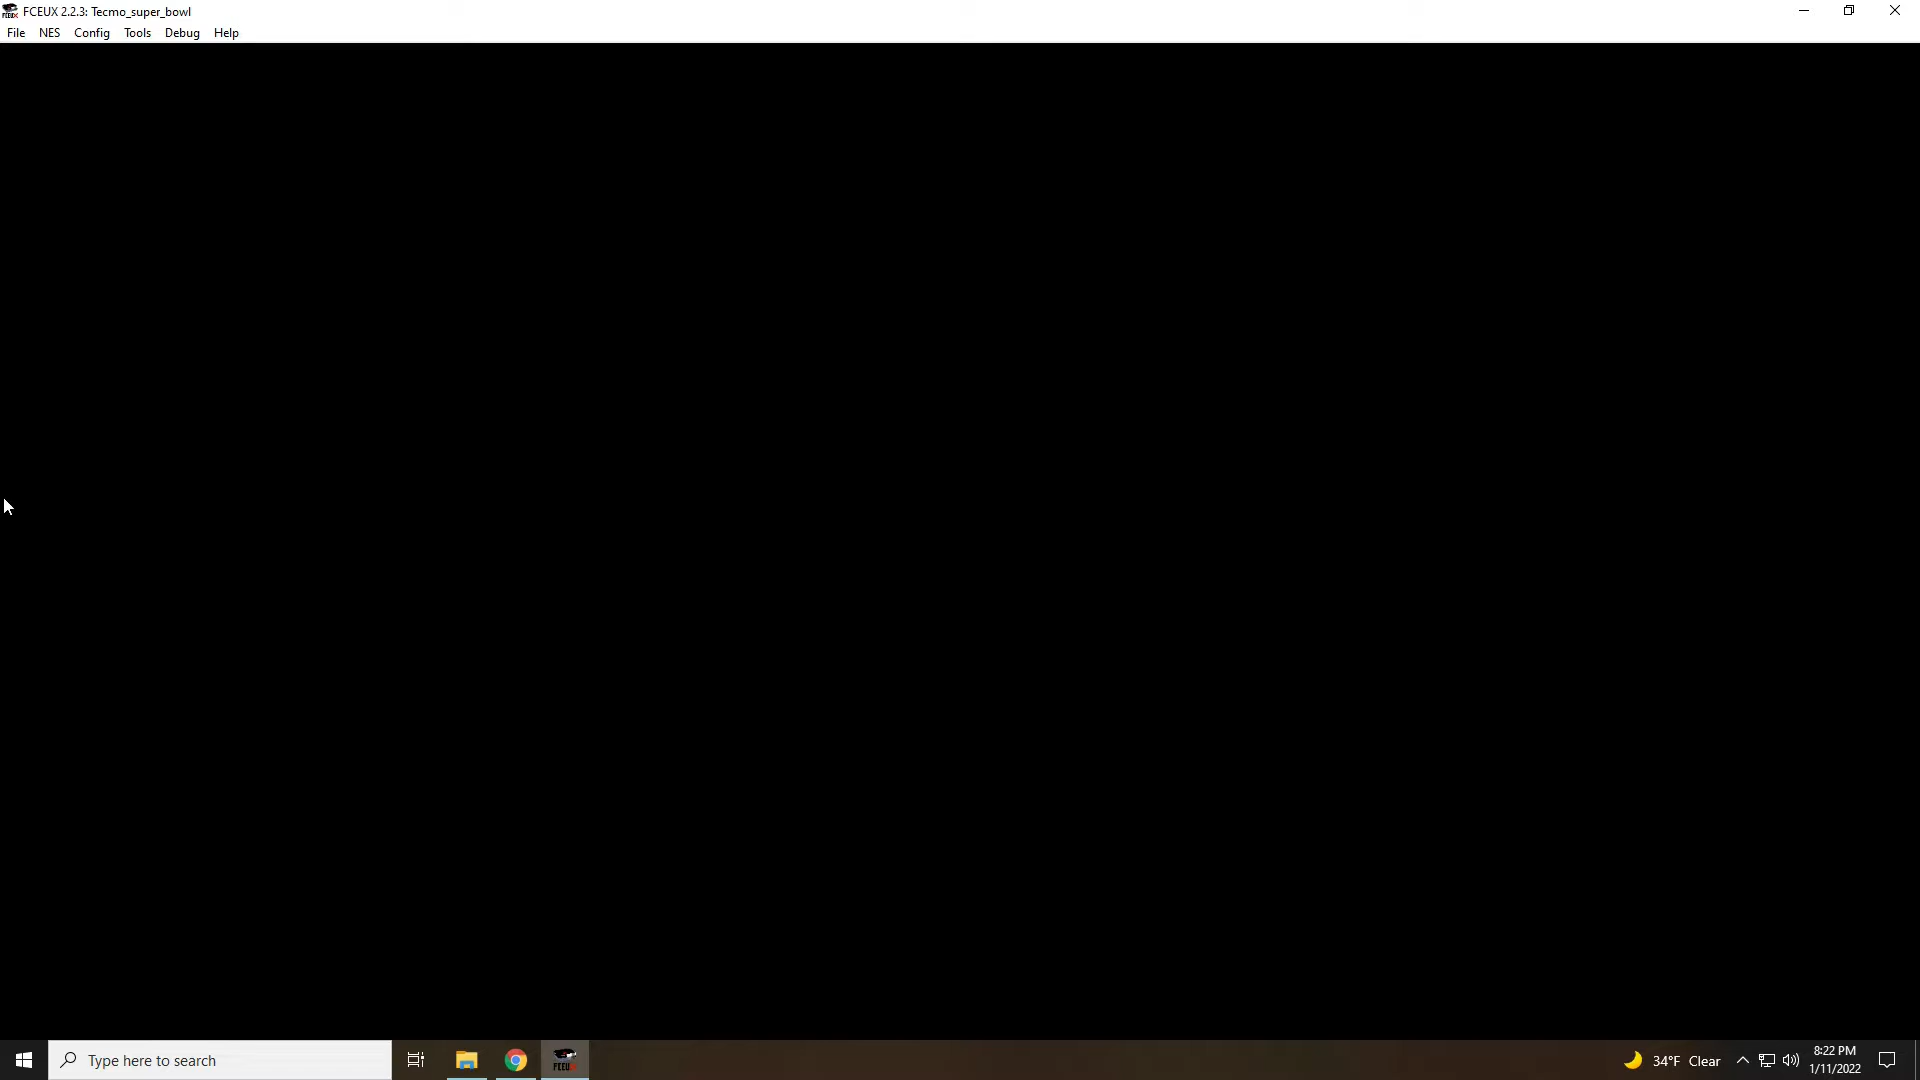 FCEUX 2.2.3: Tecmo_super_bowl
File NES Config Tools Debug Help
Type here to search
FCEUX
34°F Clear
8:22 PM
1/11/2022